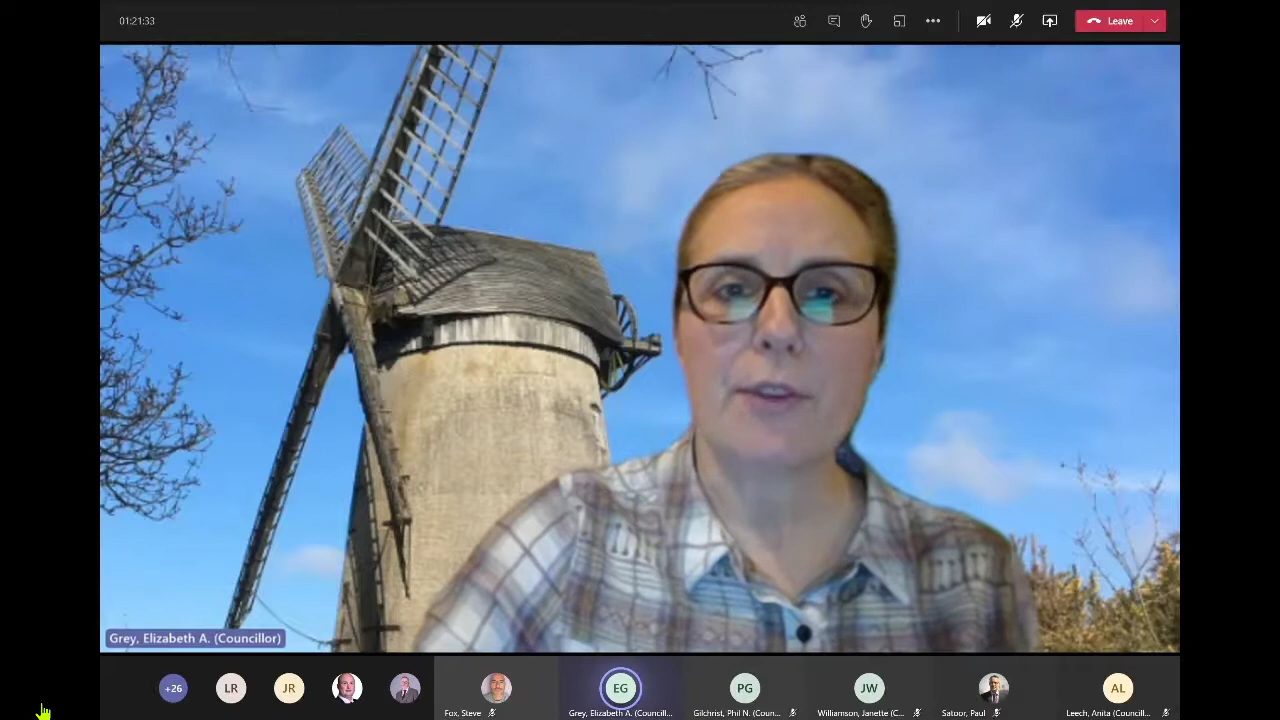 01:21:33
Leave
Grey, Elizabeth A. (Councillor)
+26
LR
JR
EG
PG
JW
AL
Fox, Steve
Grey, Elizabeth A. (Councill...
Gilchrist, Phil N. (Coun...
Williamson, Janette (C...
Satoor, Paul
Leech, Anita (Councill...